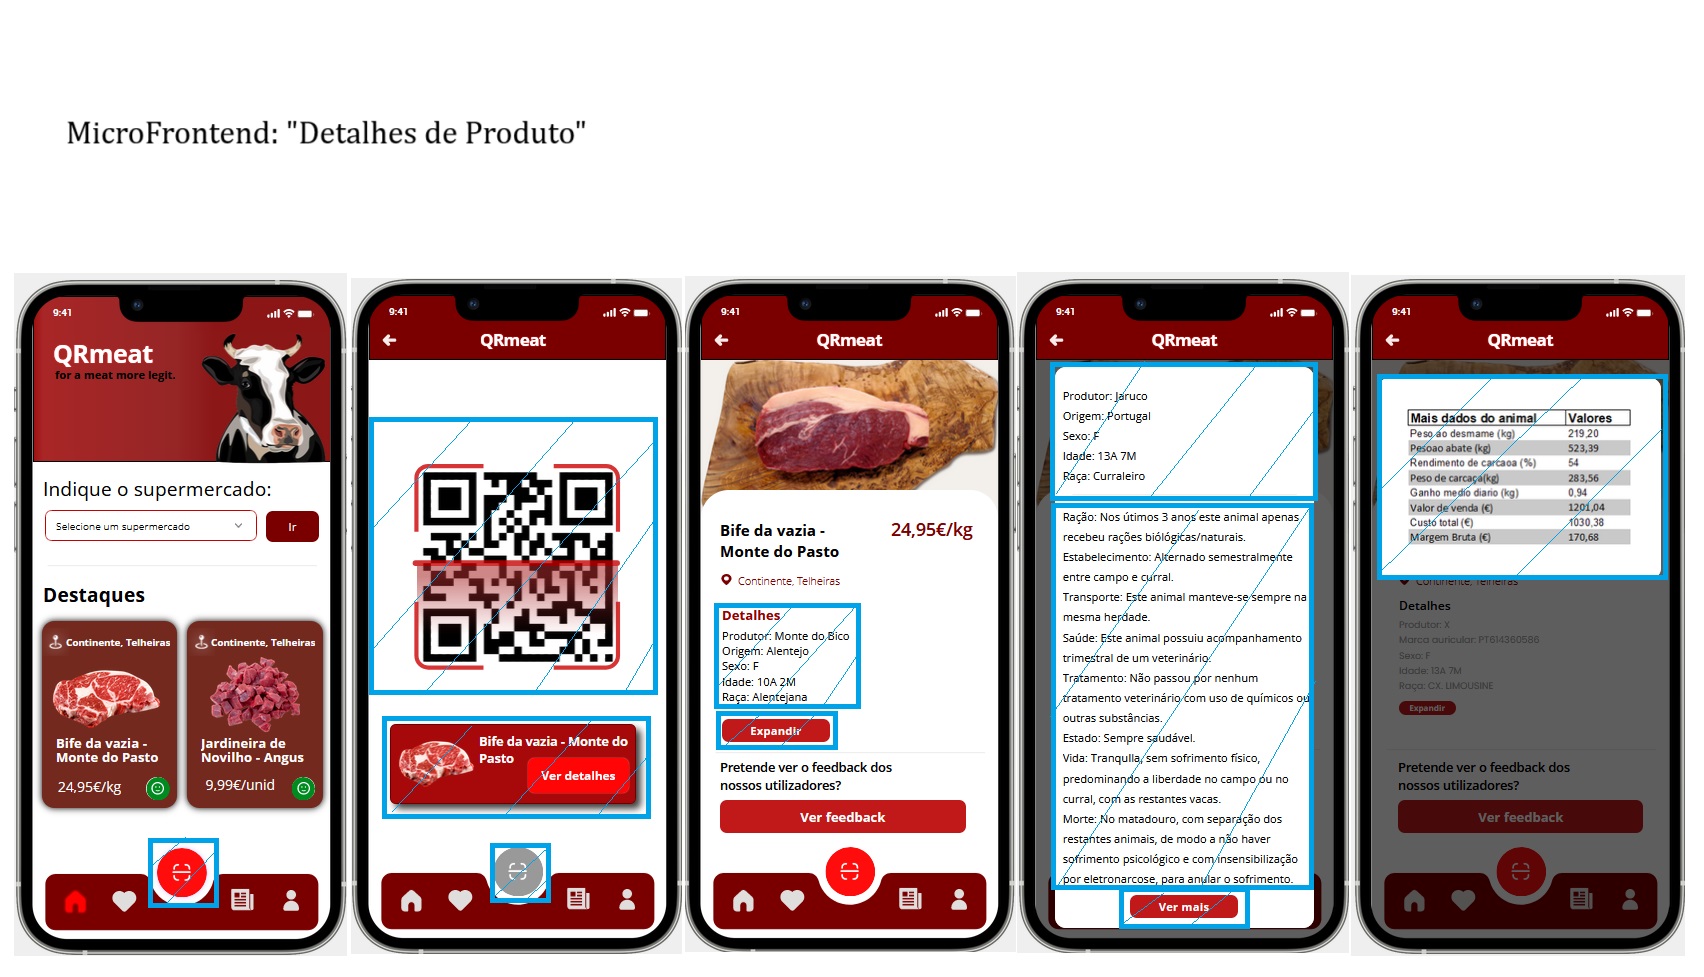 MicroFrontend: "Detalhes de Produto"
9:41
QRmeat
for a meat more legit.
Indique o supermercado:
Selecione um supermercado
Ir
Destaques
Continente, Telheiras
Bife da vazia -
Monte do Pasto
24,95€/kg
Continente, Telheiras
Jardineira de
Novilho - Angus
9,99€/unid
9:41
QRmeat
Bife da vazia - Monte do
Pasto
Ver detalhes
9:41
QRmeat
Bife da vazia -
Monte do Pasto
24,95€/kg
Continente, Telheiras
Detalhes
Produtor: Monte do Bico
Origem: Alentejo
Sexo: F
Idade: 10A 2M
Raça: Alentejana
Expandir
Pretende ver o feedback dos
nossos utilizadores?
Ver feedback
9:41
QRmeat
Produtor: Jaruco
Origem: Portugal
Sexo: F
Idade: 13A 7M
Raça: Curraleiro
Ração: Nos útimos 3 anos este animal apenas
recebeu rações biólógicas/naturais.
Estabelecimento: Alternado semestralmente
entre campo e curral.
Transporte: Este animal manteve-se sempre na
mesma herdade.
Saúde: Este animal possuiu acompanhamento
trimestral de um veterinário.
Tratamento: Não passou por nenhum
tratamento veterinário com uso de químicos ou
outras substâncias.
Estado: Sempre saudável.
Vida: Tranqulla, sem sofrimento físico,
predominando a liberdade no campo ou no
curral, com as restantes vacas.
Morte: No matadouro, com separação dos
restantes animais, de modo a não haver
sofrimento psicológico e com insensibilização
por eletronarcose, para anular o sofrimento.
Ver mais
9:41
QRmeat
Mais dados do animal Valores
Peso ao desmame (kg) 219,20
Pesoao abate (kg) 523,39
Rendimento de carcaoa (%) 54
Peso de carcaça(kg) 283,56
Ganho medio diario (kg) 0,94
Valor de venda (€) 1201,04
Custo total (€) 1030,38
Margem Bruta (€) 170,68
Continente, Telheiras
Detalhes
Produtor: X
Marca auricular: PT614360586
Sexo: F
Idade: 13A 7M
Raça: CX. LIMOUSINE
Expandir
Pretende ver o feedback dos
nossos utilizadores?
Ver feedback